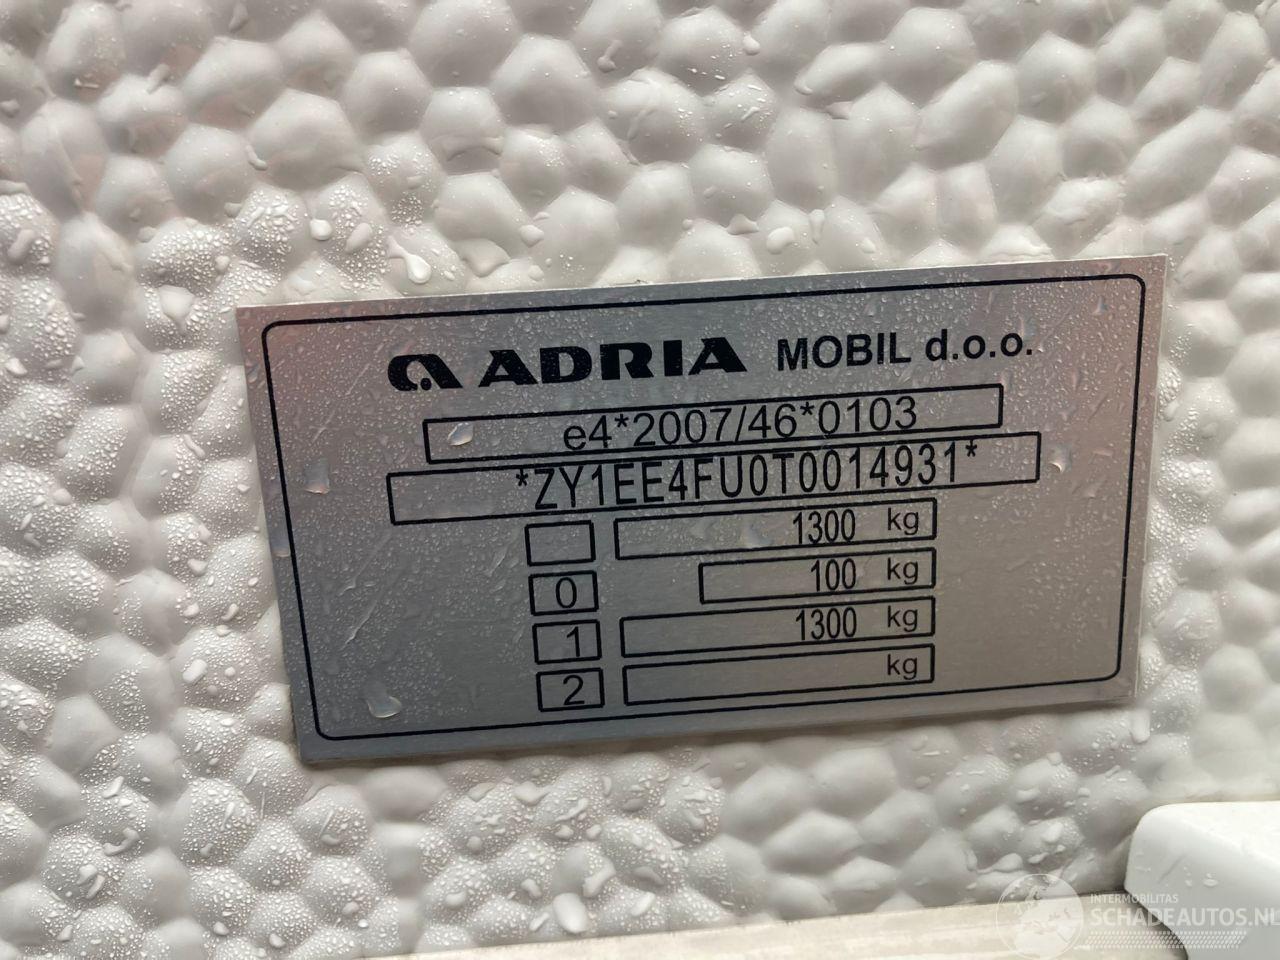 ADRIA MOBIL d.o.o.
e4*2007/46*0103
*ZY1EE4FU0T0014931*
1300 kg
0 100 kg
1 1300 kg
2 kg
INTERMOBILITAS
SCHADEAUTOS.NL